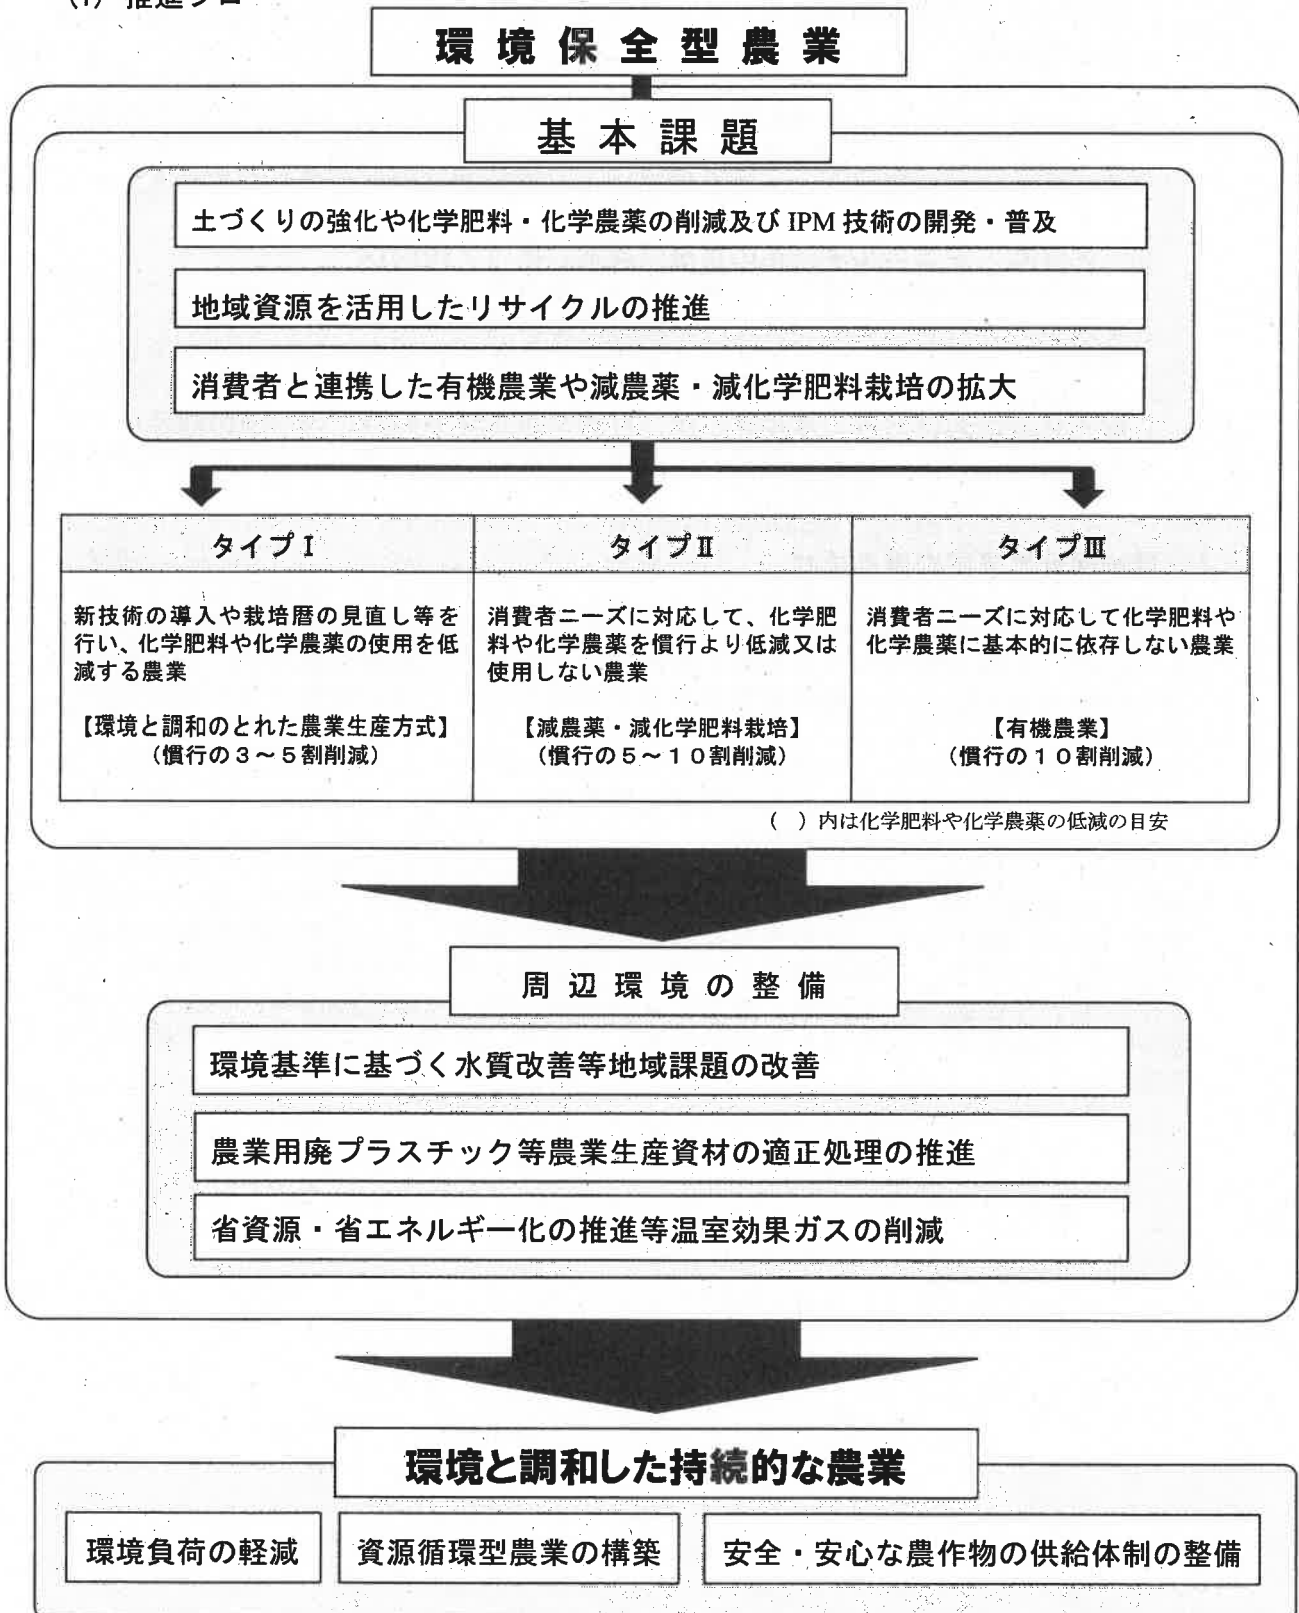 推進フロー
環境保全型農業
基本課題
土づくりの強化や化学肥料・化学農薬の削減及び IPM 技術の開発・普及
地域資源を活用したリサイクルの推進
消費者と連携した有機農業や減農薬・減化学肥料栽培の拡大
タイプⅠ
新技術の導入や栽培暦の見直し等を
行い、化学肥料や化学農薬の使用を低
減する農業
【環境と調和のとれた農業生産方式】
(慣行の3～5割削減)
タイプⅡ
消費者ニーズに対応して、化学肥
料や化学農薬を慣行より低減又は
使用しない農業
【減農薬・減化学肥料栽培】
(慣行の5～10割削減)
タイプⅢ
消費者ニーズに対応して化学肥料や
化学農薬に基本的に依存しない農業
【有機農業】
(慣行の10割削減)
(　)内は化学肥料や化学農薬の低減の目安
周辺環境の整備
環境基準に基づく水質改善等地域課題の改善
農業用廃プラスチック等農業生産資材の適正処理の推進
省資源・省エネルギー化の推進等温室効果ガスの削減
環境と調和した持続的な農業
環境負荷の軽減
資源循環型農業の構築
安全・安心な農作物の供給体制の整備